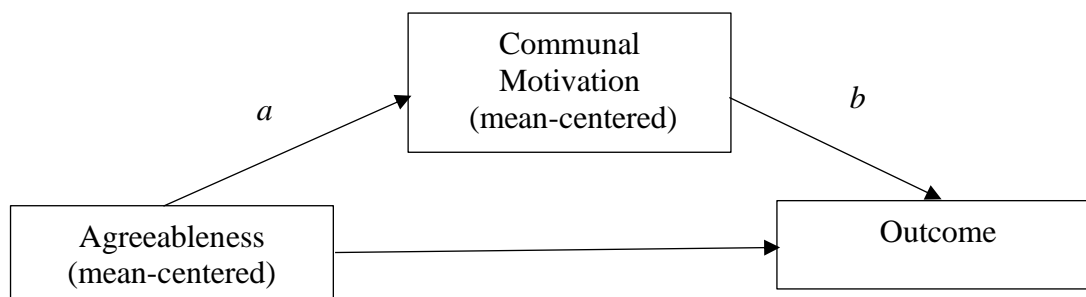 Communal
Motivation
(mean-centered)
a
b
Agreeableness
(mean-centered)
Outcome